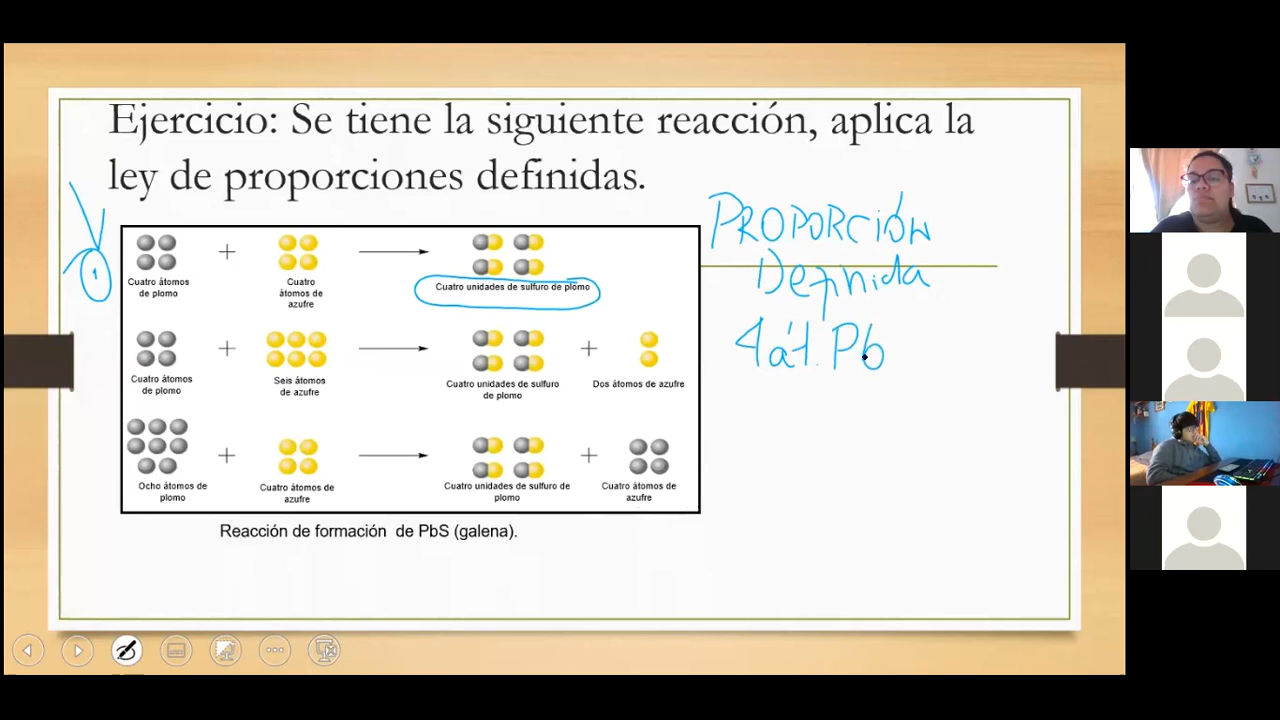 Ejercicio: Se tiene la siguiente reacción, aplica la
ley de proporciones definidas.
1
+
Cuatro átomos
de plomo
Cuatro
átomos de
azufre
Cuatro unidades de sulfuro de plomo
+
+
Cuatro átomos
de plomo
Seis átomos
de azufre
Cuatro unidades de sulfuro
de plomo
Dos átomos de azufre
+
+
Ocho átomos de
plomo
Cuatro átomos de
azufre
Cuatro unidades de sulfuro de
plomo
Cuatro átomos de
azufre
Reacción de formación de PbS (galena).
PROPORCIÓN
Definida
4 át. Pb